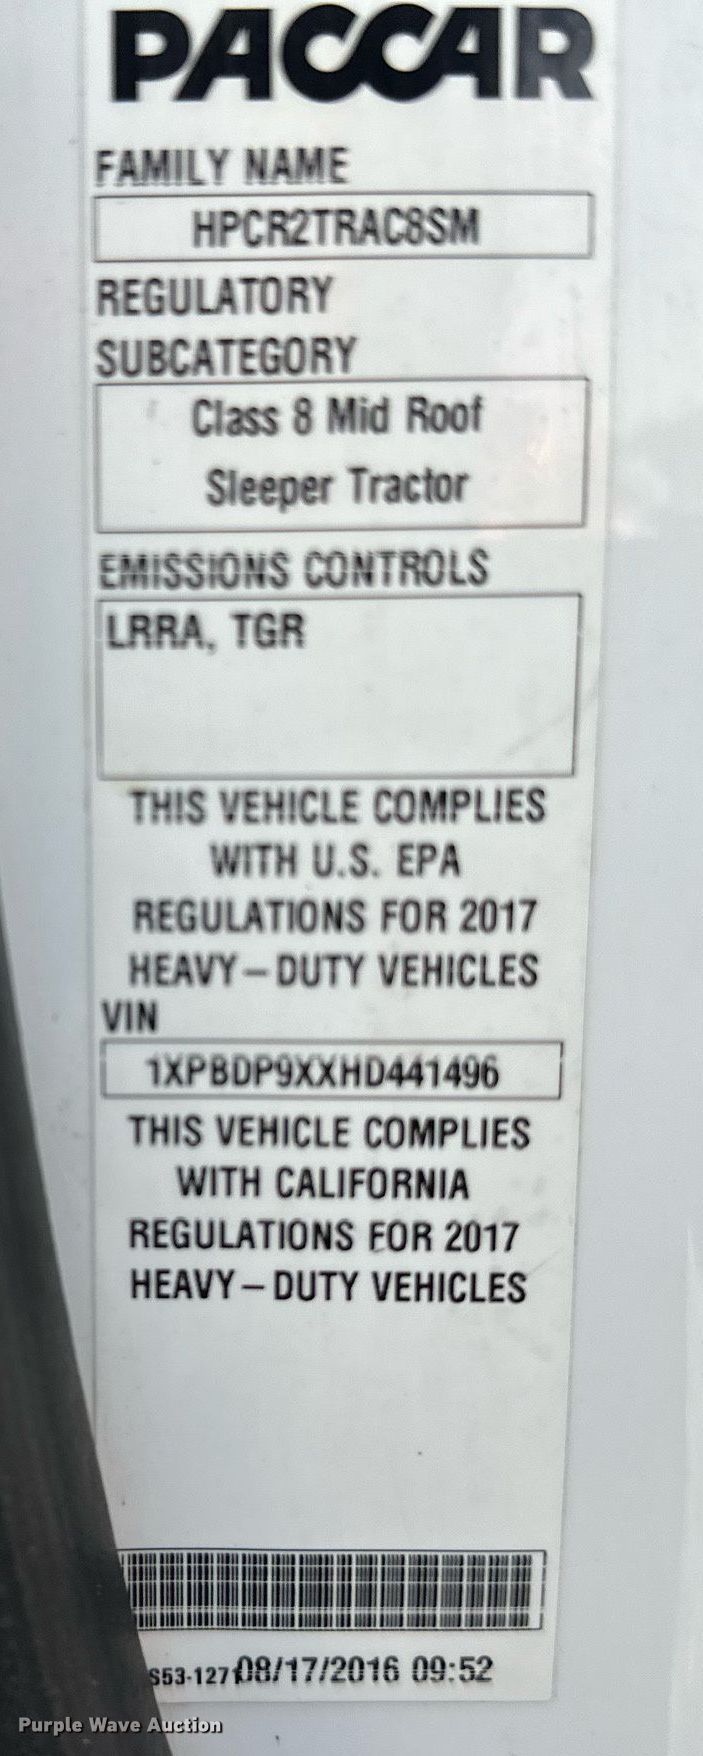 PACCAR
FAMILY NAME
HPCR2TRAC8SM
REGULATORY
SUBCATEGORY
Class 8 Mid Roof
Sleeper Tractor
EMISSIONS CONTROLS
LRRA, TGR
THIS VEHICLE COMPLIES
WITH U.S. EPA
REGULATIONS FOR 2017
HEAVY-DUTY VEHICLES
VIN
1XPBDP9XXHD441496
THIS VEHICLE COMPLIES
WITH CALIFORNIA
REGULATIONS FOR 2017
HEAVY-DUTY VEHICLES
08/17/2016 09:52
Purple Wave Auction